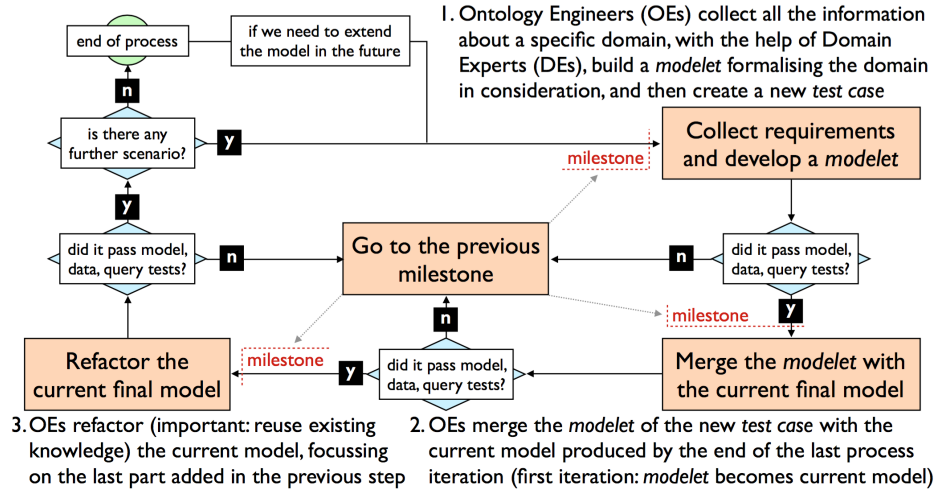 end of process
if we need to extend
the model in the future
1. Ontology Engineers (OEs) collect all the information
about a specific domain, with the help of Domain
Experts (DEs), build a modelet formalising the domain
in consideration, and then create a new test case
n
is there any
further scenario?
y
milestone
Collect requirements
and develop a modelet
y
did it pass model,
data, query tests?
n
Go to the previous
milestone
n
did it pass model,
data, query tests?
y
milestone
n
Refactor the
current final model
milestone
y
did it pass model,
data, query tests?
Merge the modelet with
the current final model
3. OEs refactor (important: reuse existing
knowledge) the current model, focussing
on the last part added in the previous step
2. OEs merge the modelet of the new test case with the
current model produced by the end of the last process
iteration (first iteration: modelet becomes current model)